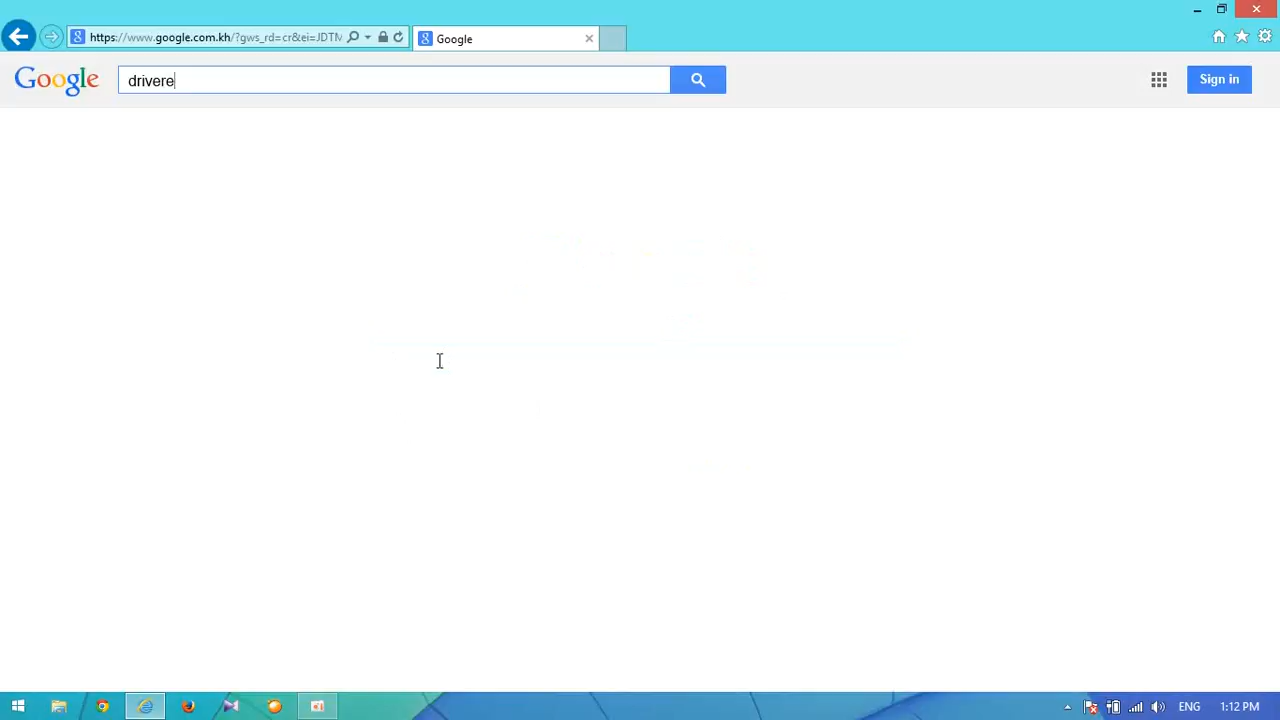 https://www.google.com.kh/?gws_rd=cr&ei=JDTM
Google
Google
drivere
Sign in
ENG
1:12 PM